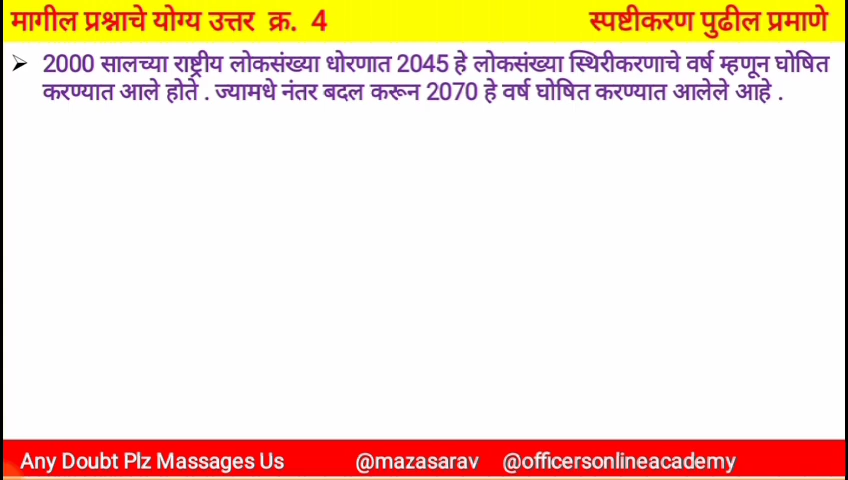 मागील प्रश्नाचे योग्य उत्तर क्र. 4 स्पष्टीकरण पुढील प्रमाणे
➢ 2000 सालच्या राष्ट्रीय लोकसंख्या धोरणात 2045 हे लोकसंख्या स्थिरीकरणाचे वर्ष म्हणून घोषित
करण्यात आले होते . ज्यामधे नंतर बदल करून 2070 हे वर्ष घोषित करण्यात आलेले आहे .
Any Doubt Plz Massages Us @mazasarav @officersonlineacademy